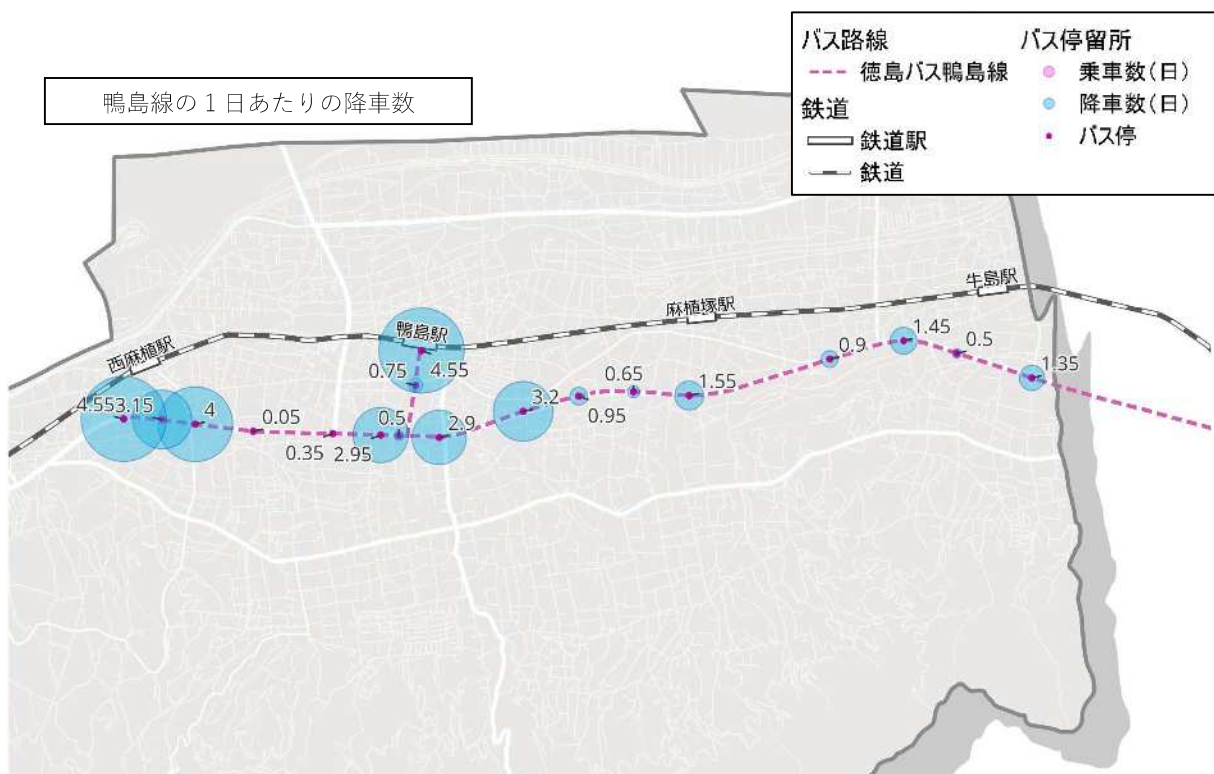 鴨島線の1日あたりの降車数
バス路線
徳島バス鴨島線
鉄道
鉄道駅
鉄道
バス停留所
乗車数(日)
降車数(日)
バス停
牛島駅
麻植塚駅
鴨島駅
西麻植駅
1.45
0.5
0.9
1.35
0.75
4.55
0.65
1.55
3.2
0.95
4.55
3.15
4
0.05
0.5
2.9
0.35
2.95